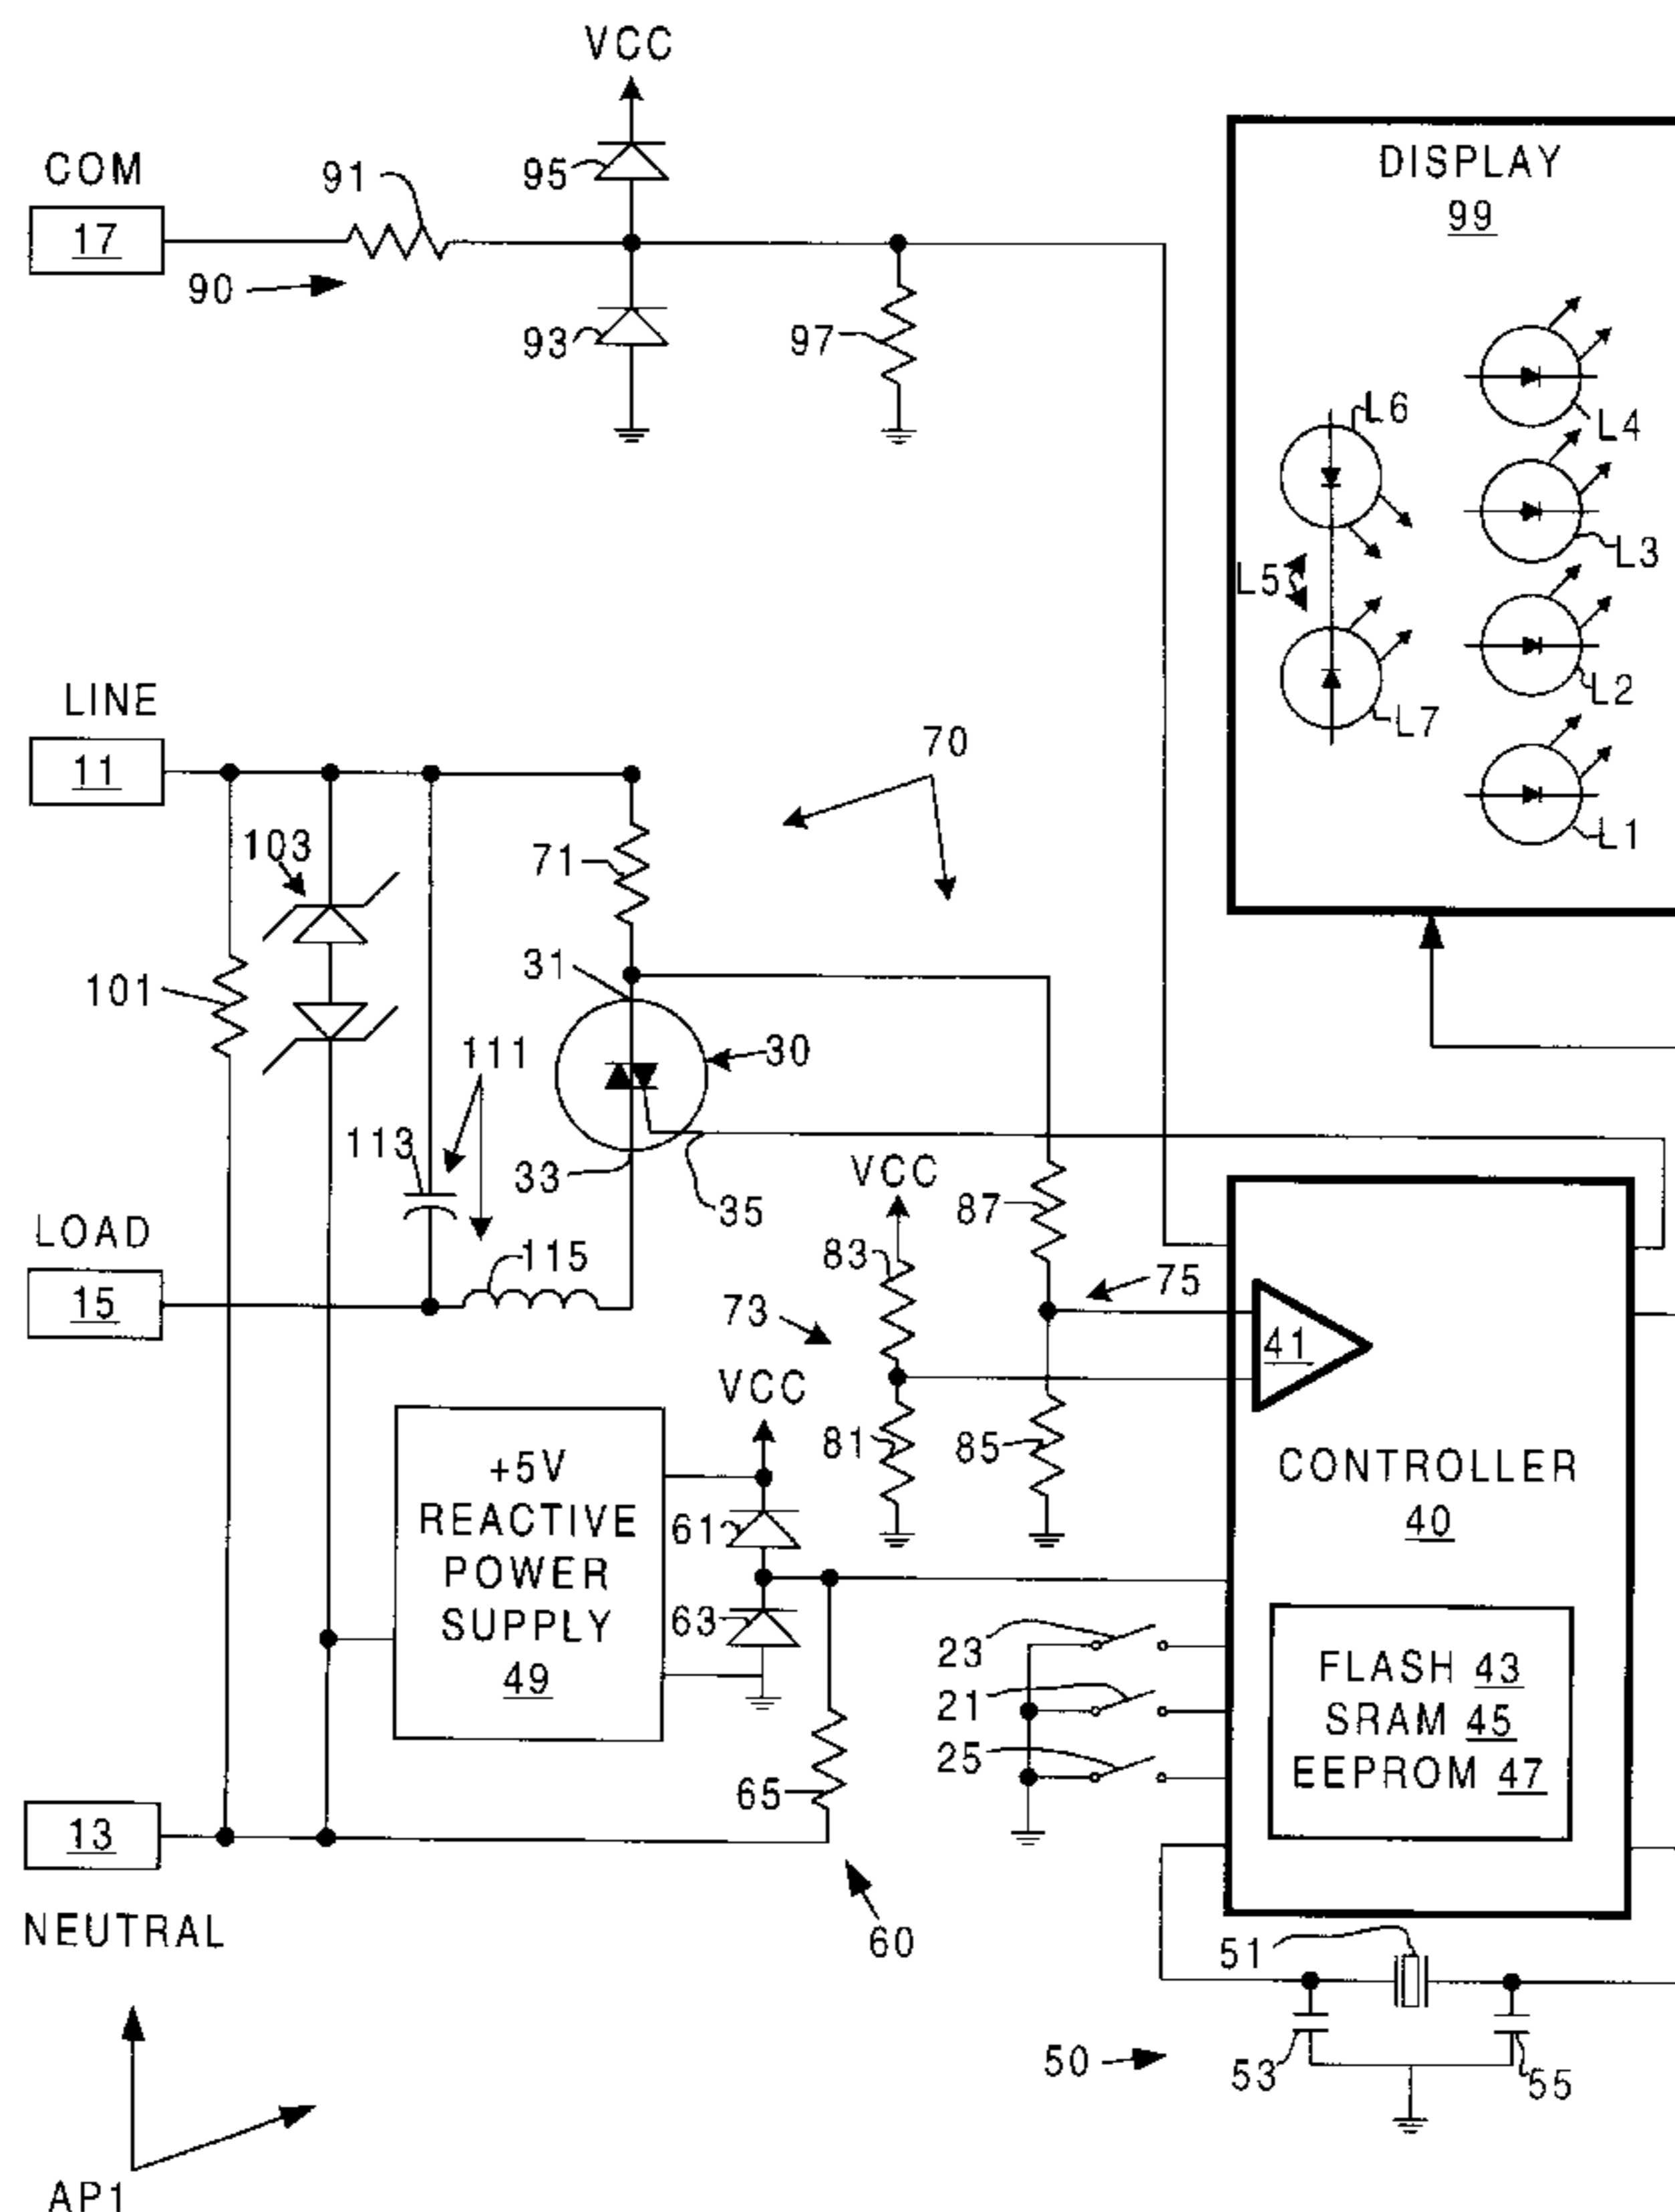 VCC
COM
17
91
95
90
93
97
DISPLAY
99
L6
L4
L3
L5
L2
L7
L1
LINE
11
70
103
71
101
31
111
30
113
33
35
VCC
87
LOAD
15
115
83
75
73
41
VCC
81
85
CONTROLLER
40
+5V
REACTIVE
POWER
SUPPLY
49
61
63
23
21
25
FLASH 43
SRAM 45
EEPROM 47
65
13
NEUTRAL
60
51
50
53
55
AP1